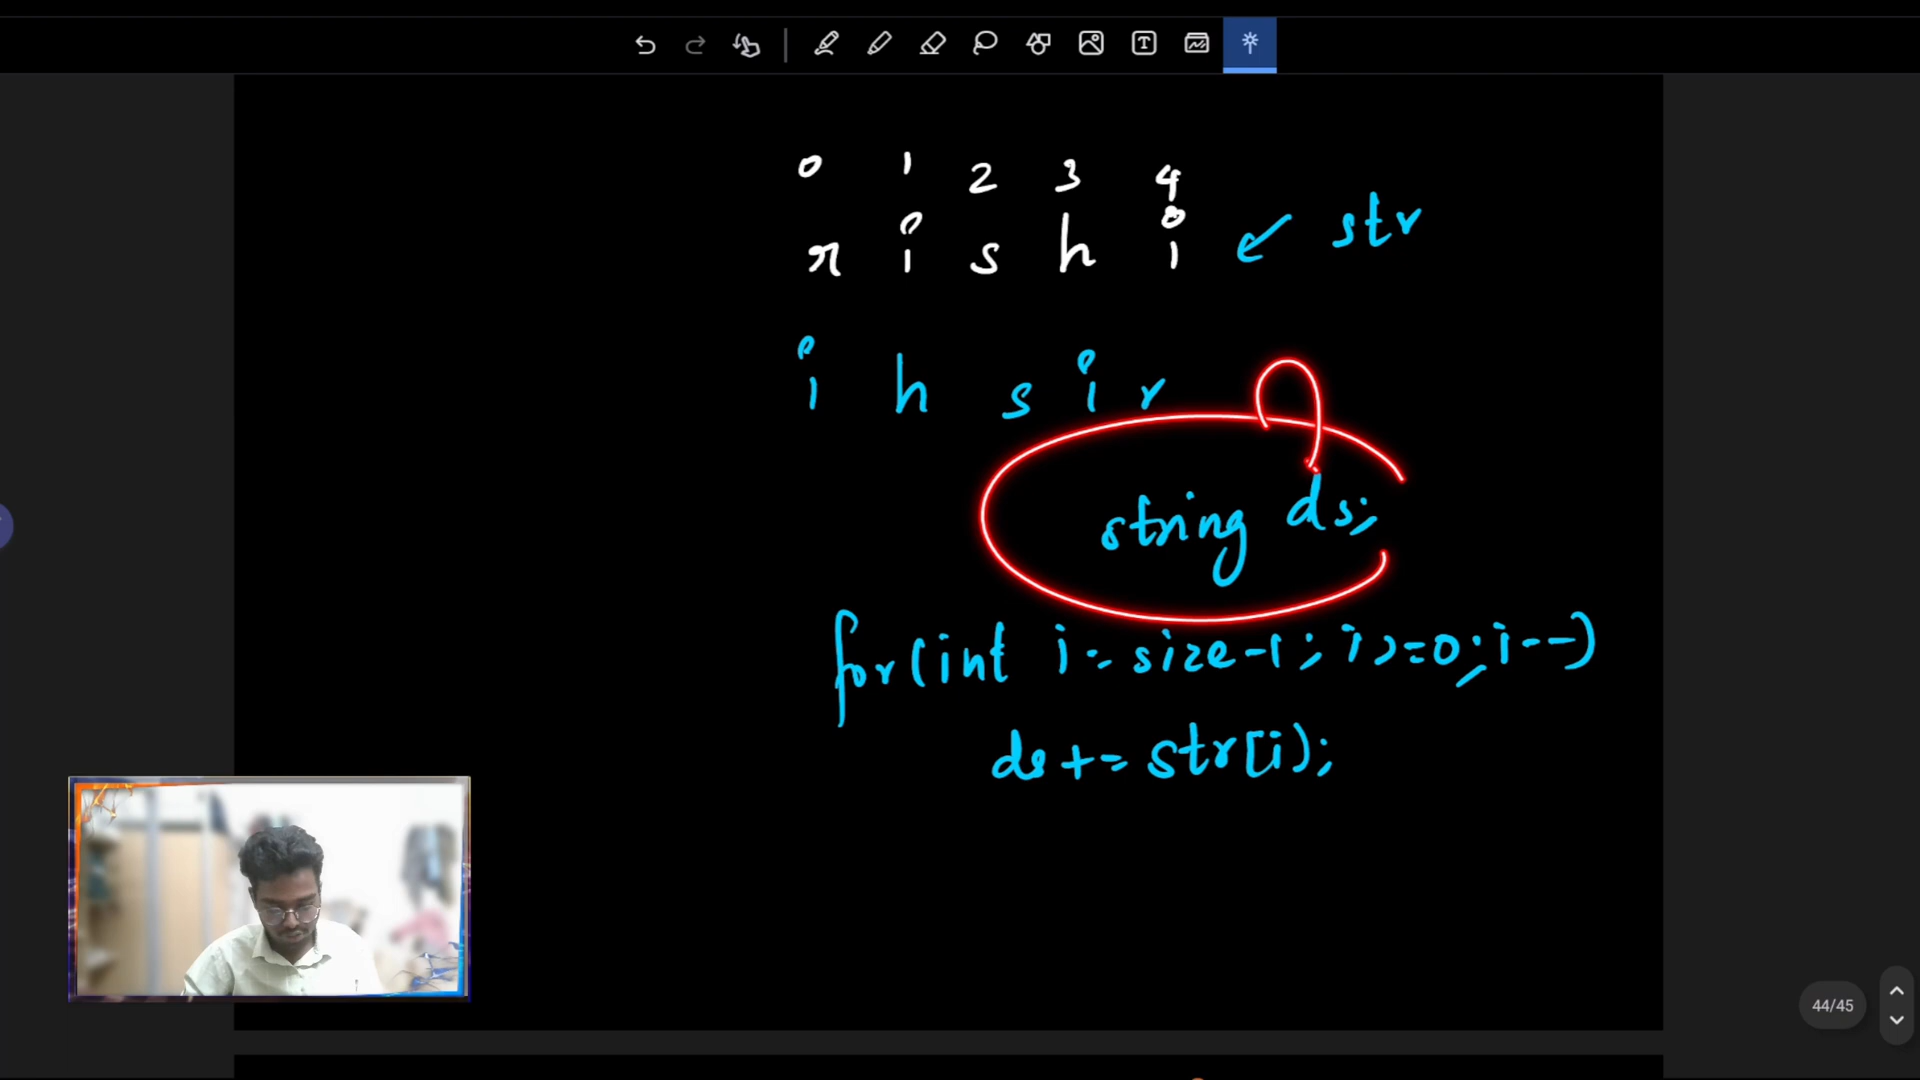 0 1 2 3 4
r i s h i ✓ str
i h s i r
string ds;
for(int i = size-1; i>=0; i--)
ds += str[i];
44/45